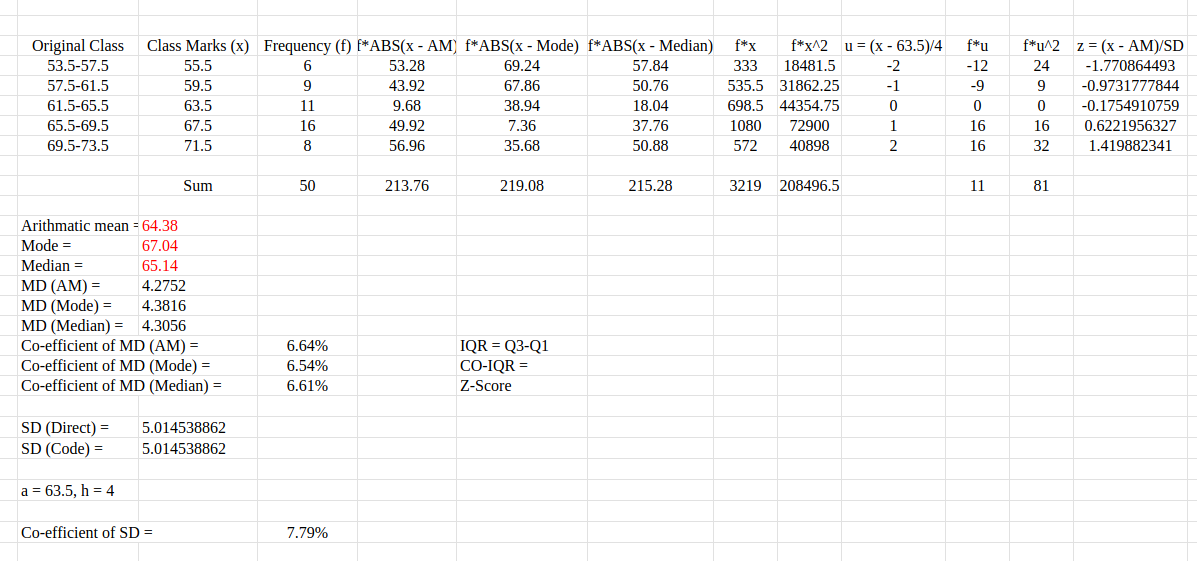 Original Class Class Marks (x) Frequency (f) f*ABS(x - AM) f*ABS(x - Mode) f*ABS(x - Median) f*x f*x^2 u = (x - 63.5)/4 f*u f*u^2 z = (x - AM)/SD
53.5-57.5 55.5 6 53.28 69.24 57.84 333 18481.5 -2 -12 24 -1.770864493
57.5-61.5 59.5 9 43.92 67.86 50.76 535.5 31862.25 -1 -9 9 -0.9731777844
61.5-65.5 63.5 11 9.68 38.94 18.04 698.5 44354.75 0 0 0 -0.1754910759
65.5-69.5 67.5 16 49.92 7.36 37.76 1080 72900 1 16 16 0.6221956327
69.5-73.5 71.5 8 56.96 35.68 50.88 572 40898 2 16 32 1.419882341
Sum 50 213.76 219.08 215.28 3219 208496.5 11 81
Arithmatic mean = 64.38
Mode = 67.04
Median = 65.14
MD (AM) = 4.2752
MD (Mode) = 4.3816
MD (Median) = 4.3056
Co-efficient of MD (AM) = 6.64% IQR = Q3-Q1
Co-efficient of MD (Mode) = 6.54% CO-IQR =
Co-efficient of MD (Median) = 6.61% Z-Score
SD (Direct) = 5.014538862
SD (Code) = 5.014538862
a = 63.5, h = 4
Co-efficient of SD = 7.79%